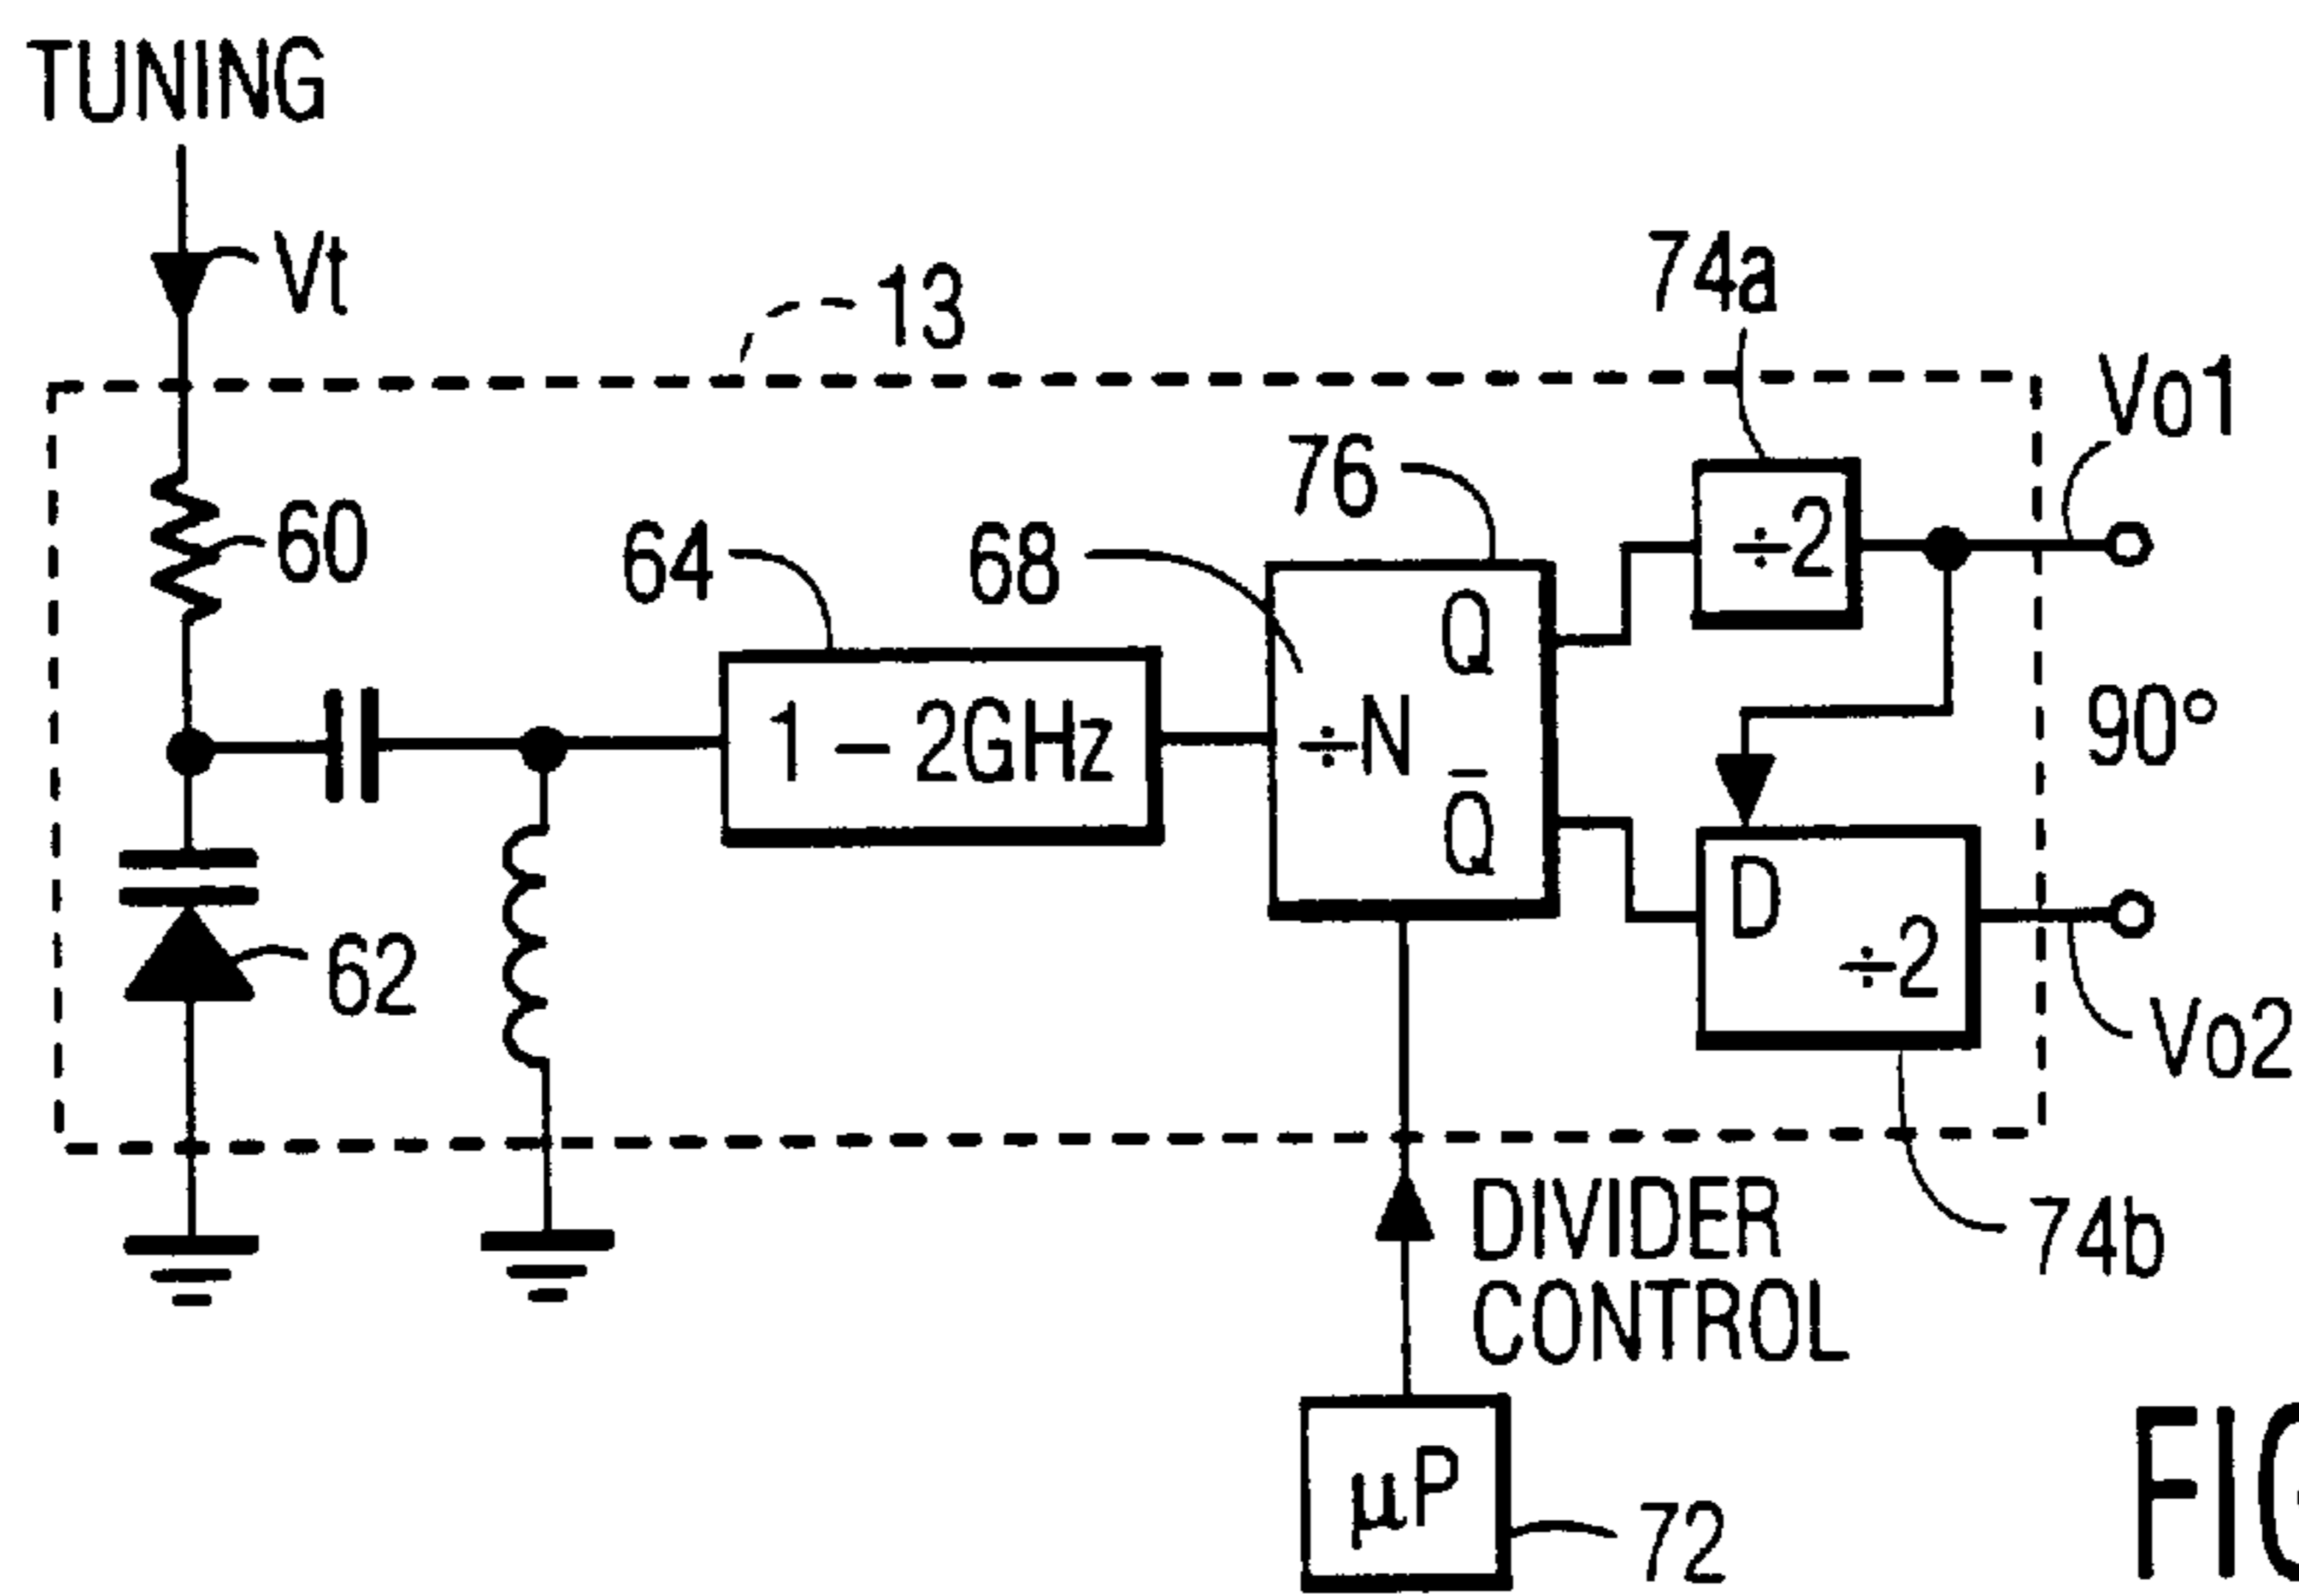 TUNING
Vt
13
74a
Vo1
76
60
64
68
÷2
Q
1 – 2GHz
÷N
90°
Q̅
D
÷2
62
Vo2
DIVIDER
CONTROL
74b
μP
72
FIG